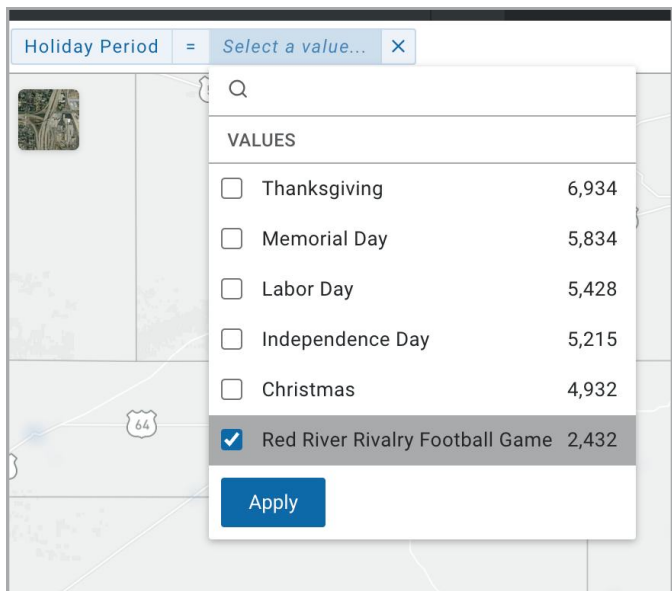 Holiday Period = Select a value... ×
VALUES
Thanksgiving 6,934
Memorial Day 5,834
Labor Day 5,428
Independence Day 5,215
Christmas 4,932
Red River Rivalry Football Game 2,432
64
Apply